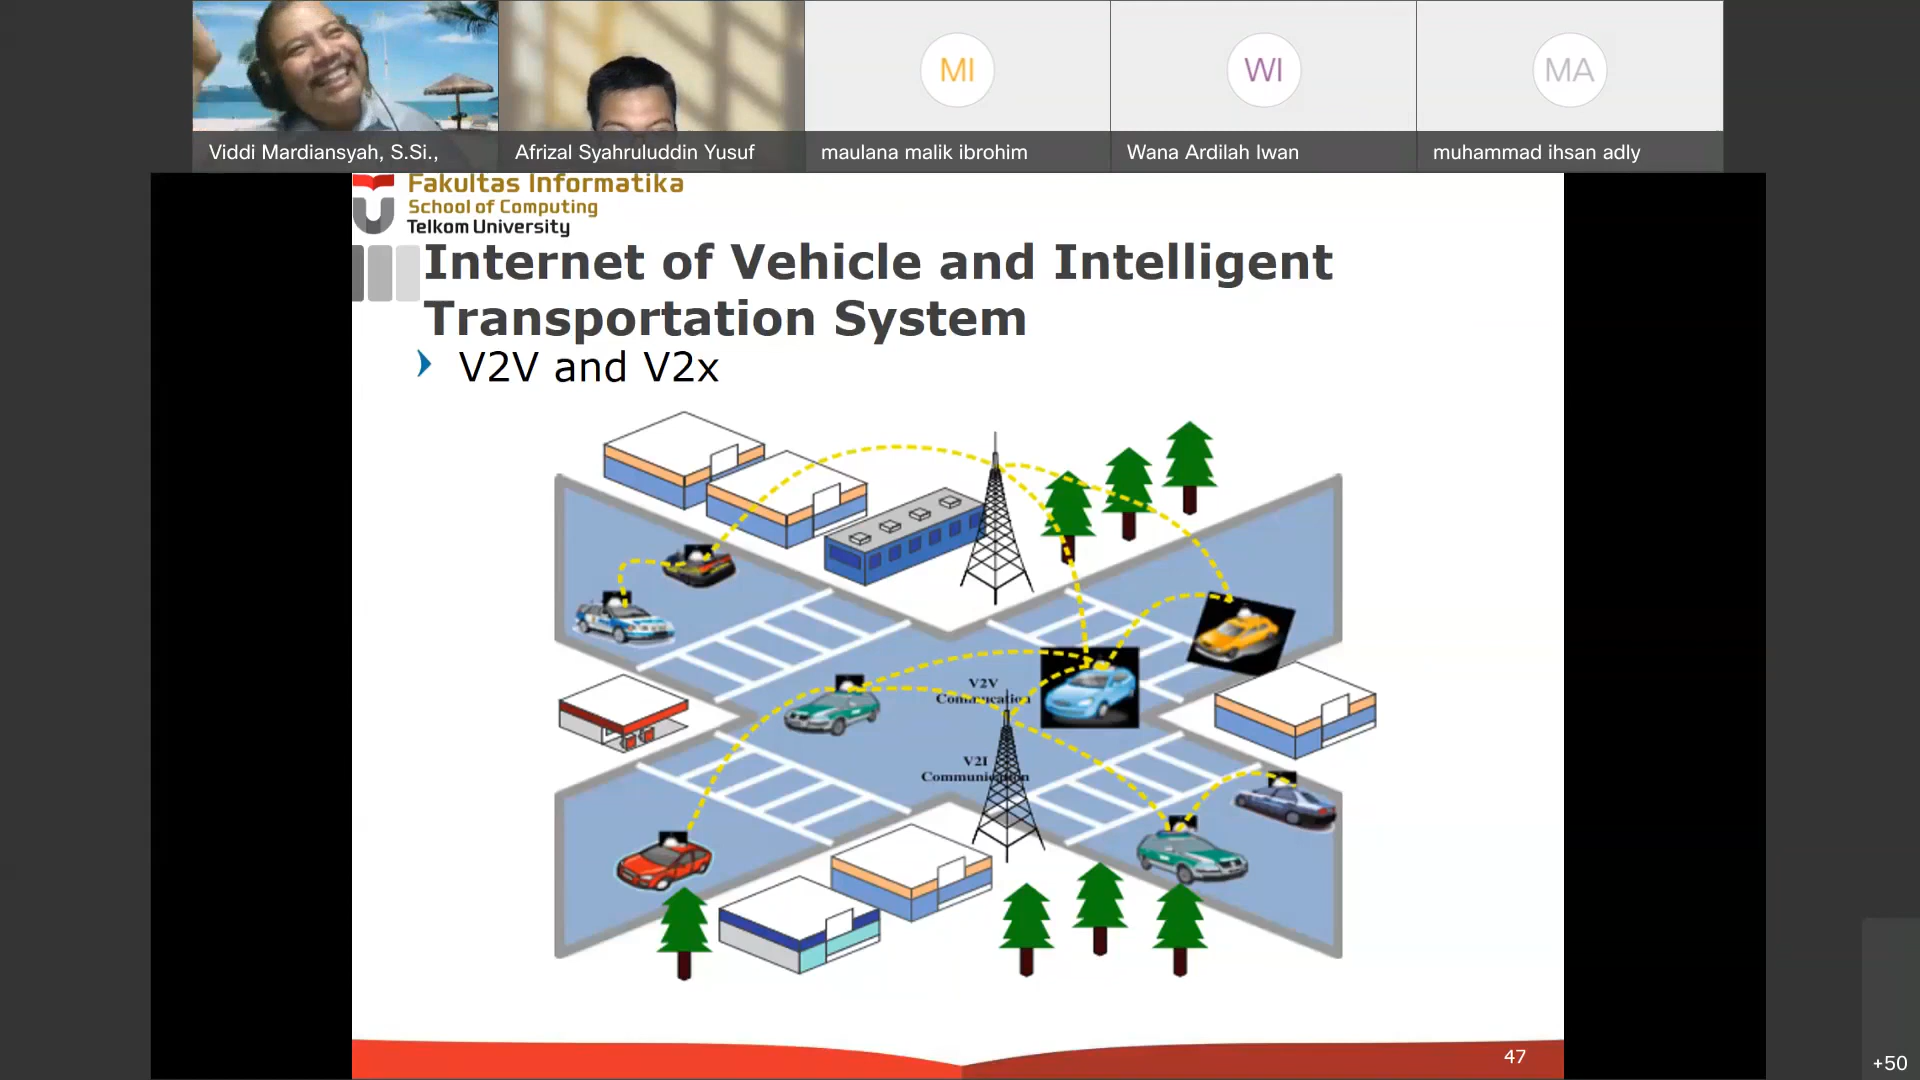 MI
WI
MA
Viddi Mardiansyah, S.Si.,
Afrizal Syahruluddin Yusuf
maulana malik ibrohim
Wana Ardilah Iwan
muhammad ihsan adly
Fakultas Informatika
School of Computing
Telkom University
Internet of Vehicle and Intelligent
Transportation System
V2V and V2x
V2V
V2I
47
+50